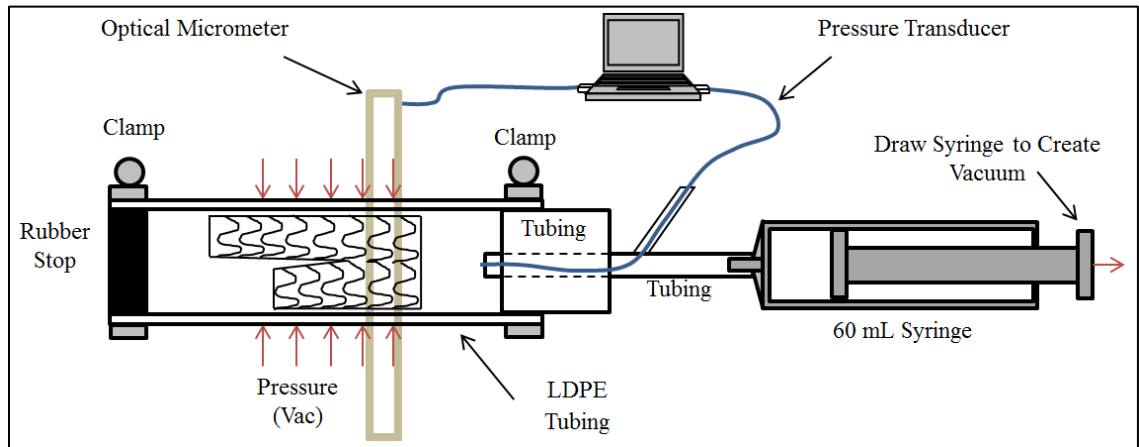 Optical Micrometer
Pressure Transducer
Clamp
Clamp
Draw Syringe to Create
Vacuum
Rubber
Stop
Tubing
Tubing
60 mL Syringe
Pressure
(Vac)
LDPE
Tubing